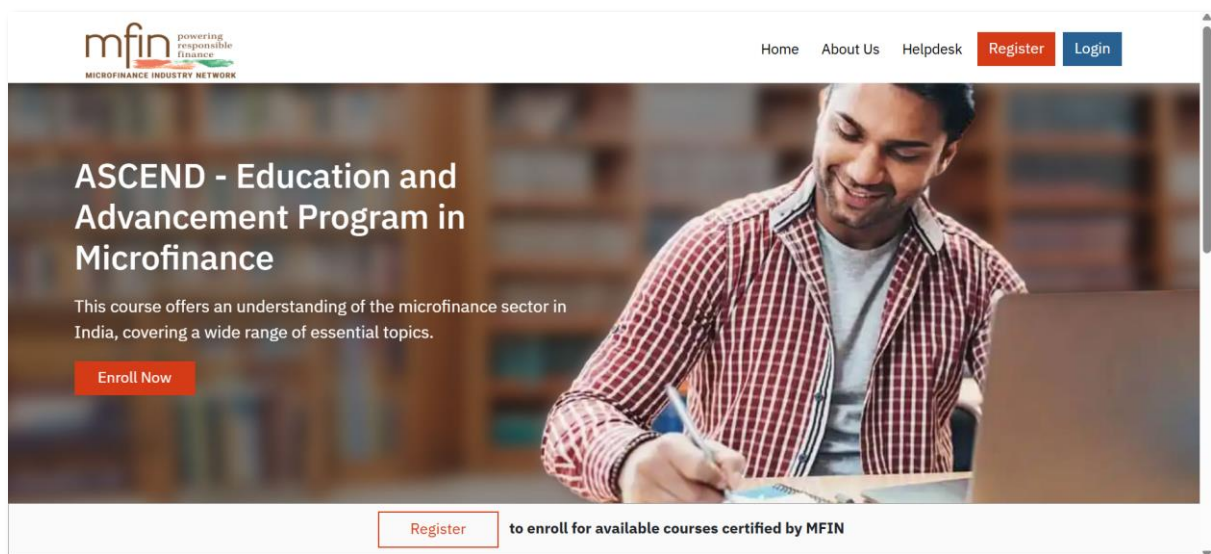 mfin powering
responsible
finance
MICROFINANCE INDUSTRY NETWORK
Home About Us Helpdesk Register Login
ASCEND - Education and
Advancement Program in
Microfinance
This course offers an understanding of the microfinance sector in
India, covering a wide range of essential topics.
Enroll Now
Register to enroll for available courses certified by MFIN